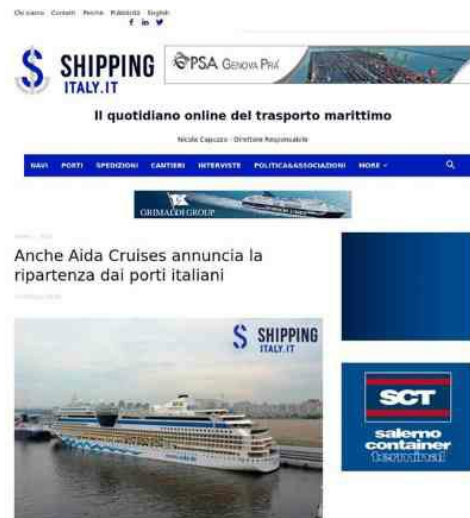 Chi siamo Contatti Perché Pubblicità English
SHIPPING
ITALY.IT
PSA GENOVA PRA'
Il quotidiano online del trasporto marittimo
Nicola Capuzzo - Direttore Responsabile
NAVI PORTI SPEDIZIONI CANTIERI INTERVISTE POLITICA&ASSOCIAZIONI MORE
GRIMALDI GROUP
Anche Aida Cruises annuncia la
ripartenza dai porti italiani
SHIPPING
ITALY.IT
SCT
salerno
container
terminal